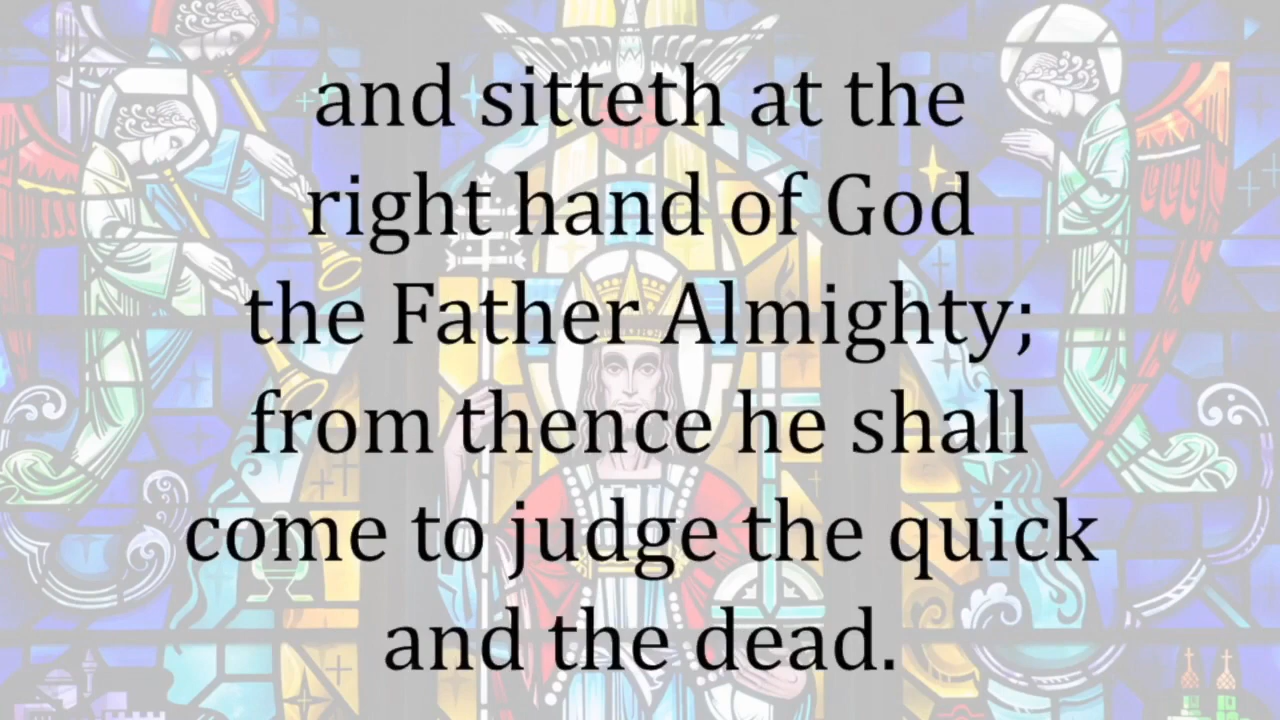 and sitteth at the
right hand of God
the Father Almighty;
from thence he shall
come to judge the quick
and the dead.